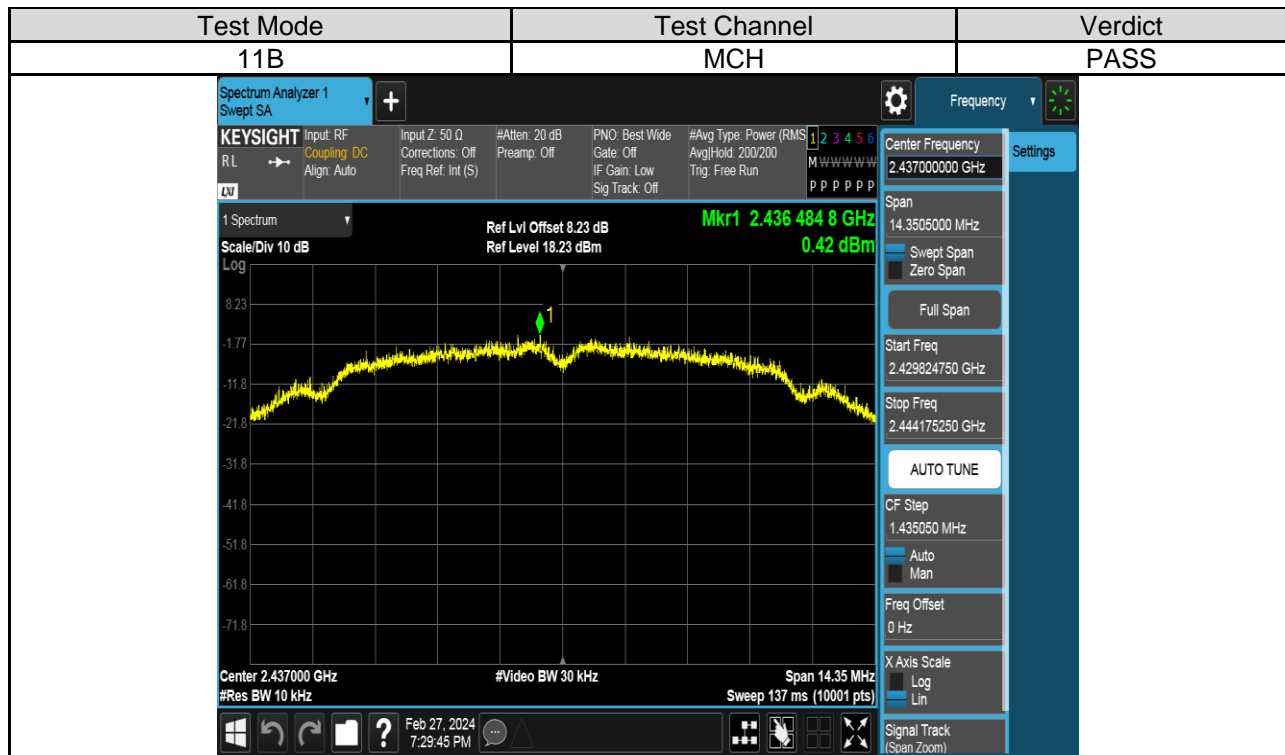 Test Mode Test Channel Verdict
11B MCH PASS
Spectrum Analyzer 1
Swept SA
+
Frequency
KEYSIGHT
RL
LXI
Input: RF
Coupling: DC
Align: Auto
Input Z: 50 Ω
Corrections: Off
Freq Ref: Int (S)
#Atten: 20 dB
Preamp: Off
PNO: Best Wide
Gate: Off
IF Gain: Low
Sig Track: Off
#Avg Type: Power (RMS
Avg|Hold: 200/200
Trig: Free Run
1 2 3 4 5 6
M W W W W W
P P P P P P
1 Spectrum
Scale/Div 10 dB
Log
Ref Lvl Offset 8.23 dB
Ref Level 18.23 dBm
Mkr1 2.436 484 8 GHz
0.42 dBm
1
8.23
-1.77
-11.8
-21.8
-31.8
-41.8
-51.8
-61.8
-71.8
Center 2.437000 GHz
#Res BW 10 kHz
#Video BW 30 kHz
Span 14.35 MHz
Sweep 137 ms (10001 pts)
Center Frequency
2.437000000 GHz
Settings
Span
14.3505000 MHz
Swept Span
Zero Span
Full Span
Start Freq
2.429824750 GHz
Stop Freq
2.444175250 GHz
AUTO TUNE
CF Step
1.435050 MHz
Auto
Man
Freq Offset
0 Hz
X Axis Scale
Log
Lin
Signal Track
(Span Zoom)
?
Feb 27, 2024
7:29:45 PM